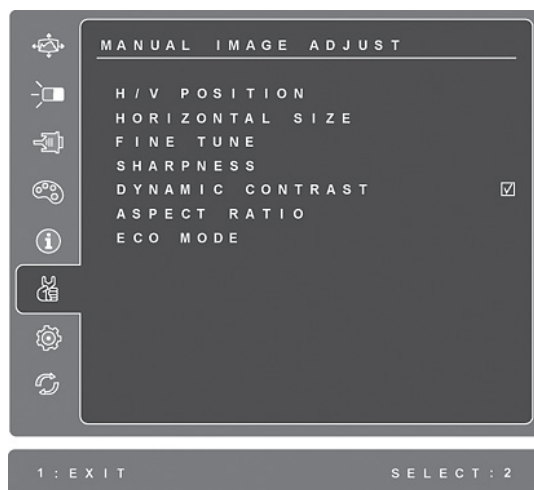 MANUAL IMAGE ADJUST
H/V POSITION
HORIZONTAL SIZE
FINE TUNE
SHARPNESS
DYNAMIC CONTRAST
ASPECT RATIO
ECO MODE
1:EXIT SELECT:2